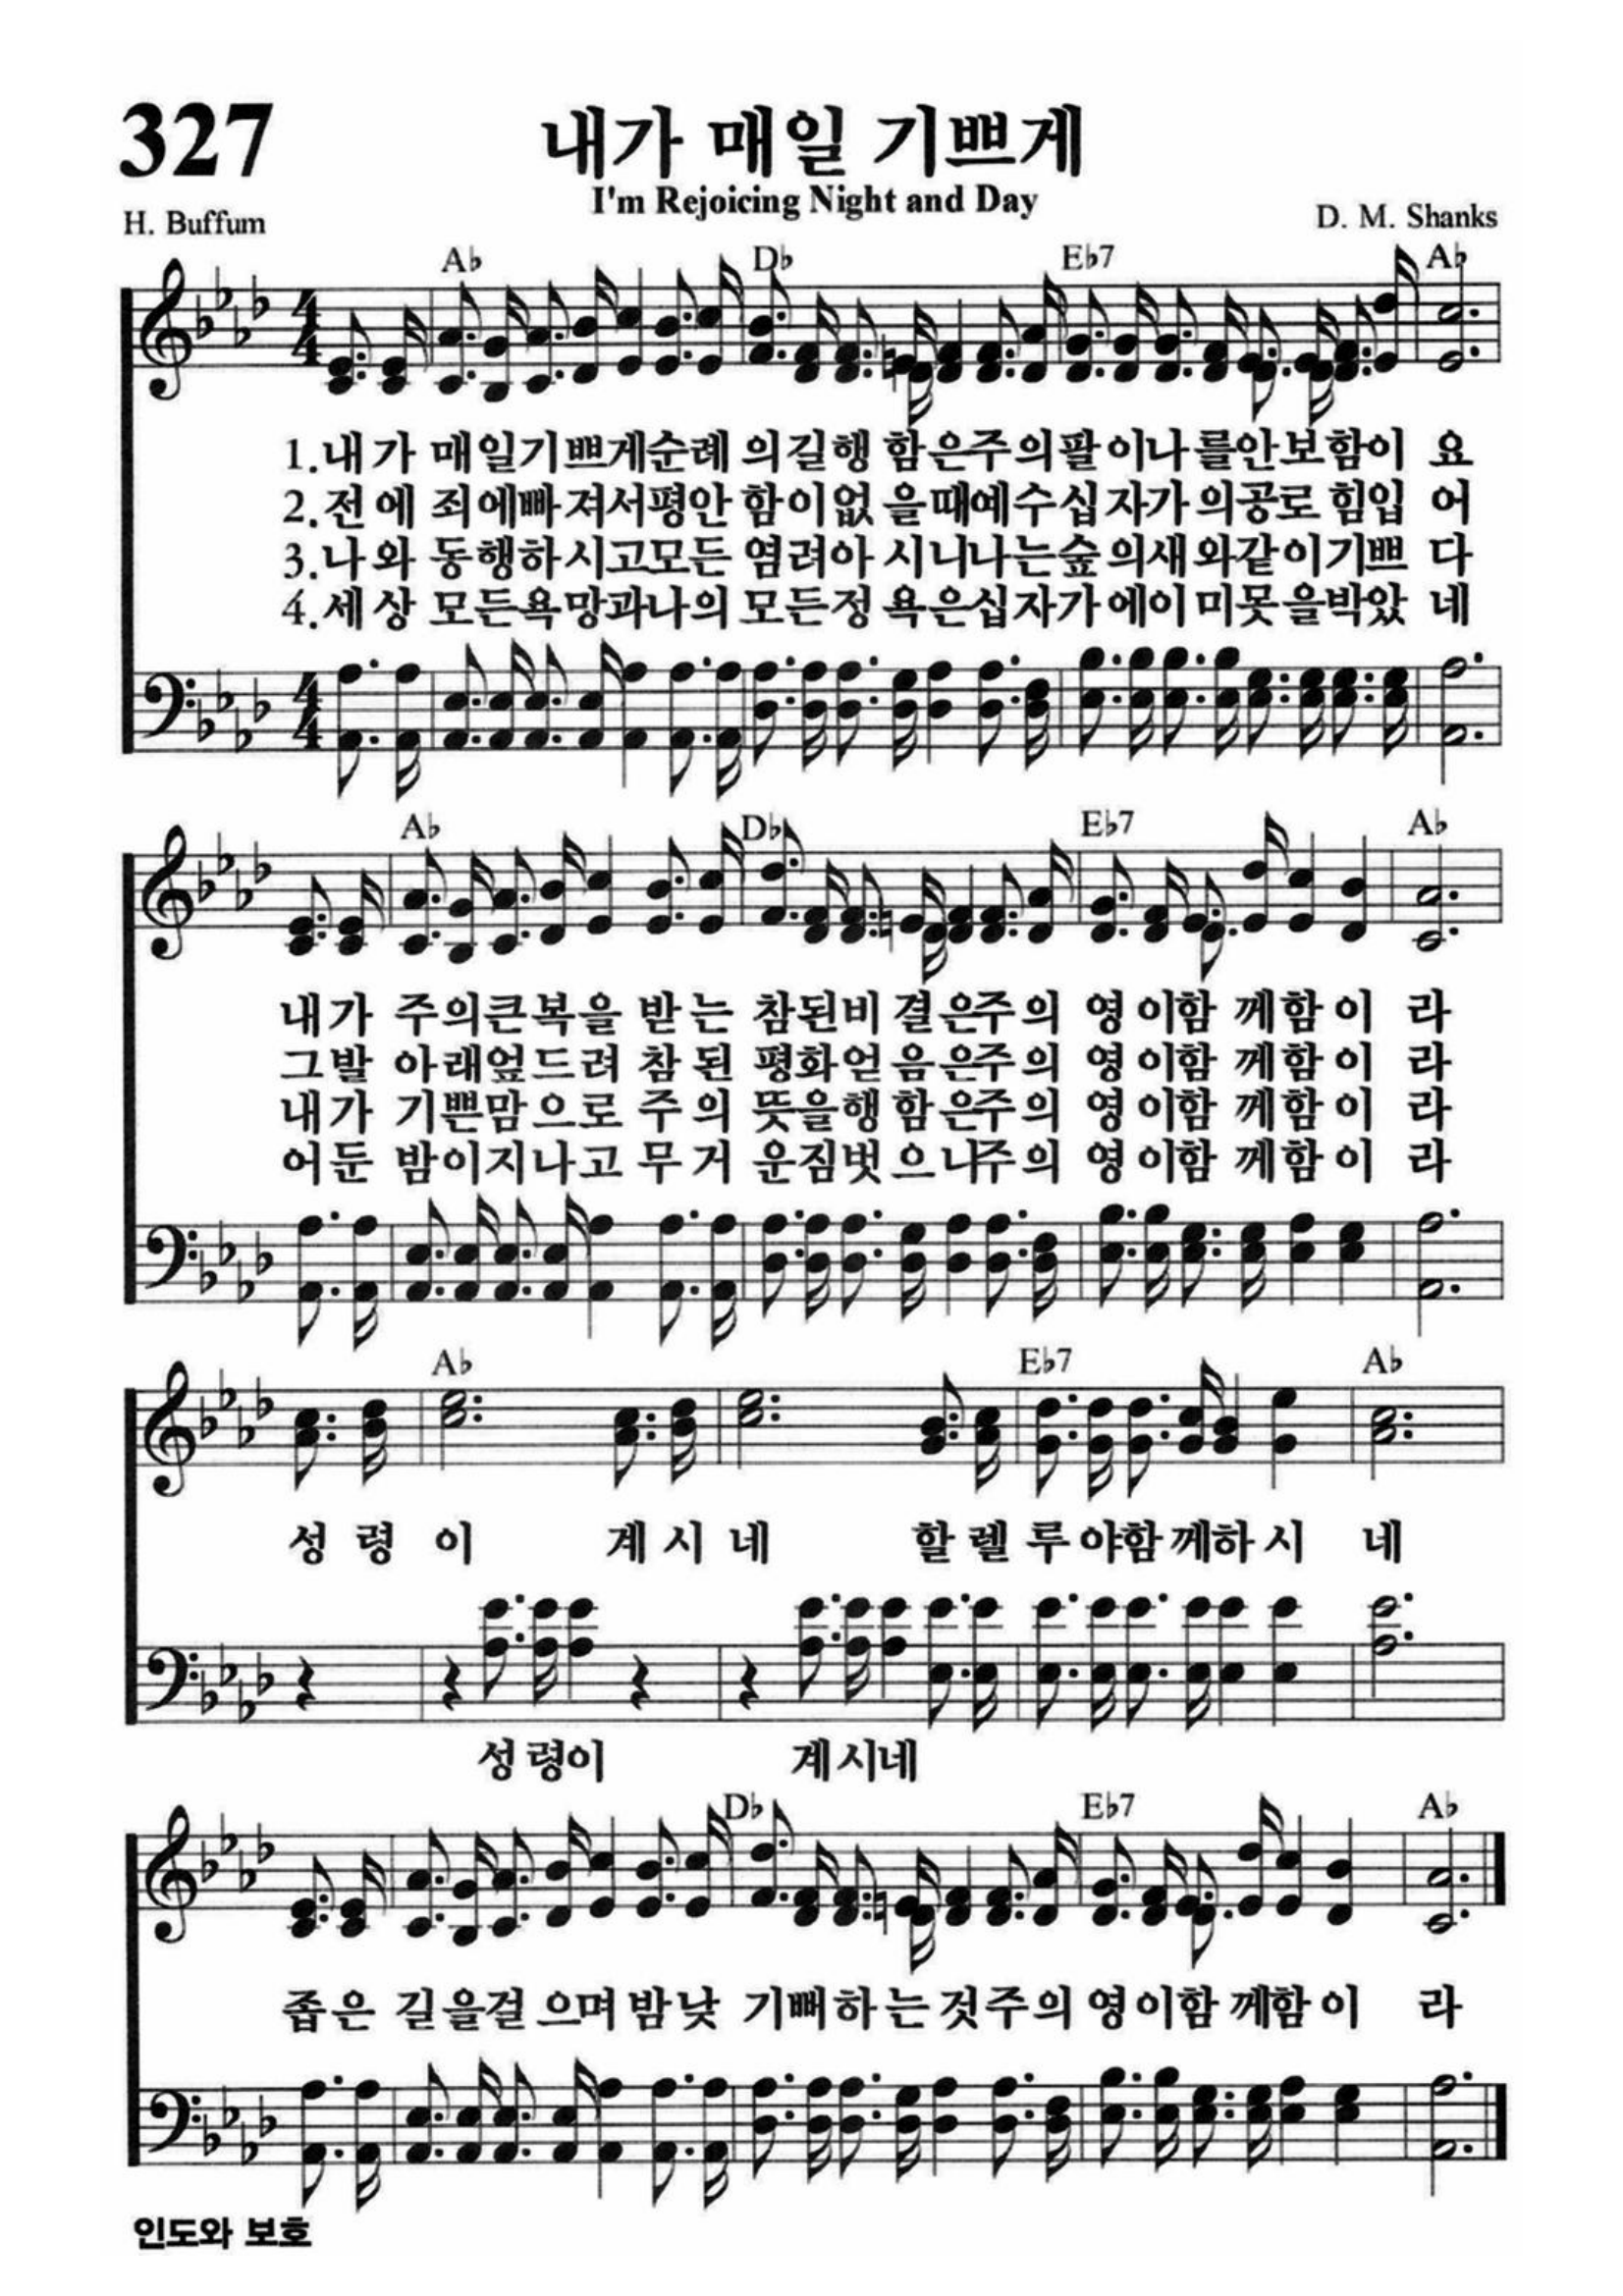 327
내가 매일 기쁘게
I'm Rejoicing Night and Day
H. Buffum
D. M. Shanks
A♭ D♭ E♭7 A♭
1.내가 매일기쁘게순례 의길행 함은주의팔이나를안보함이 요
2.전에 죄에빠져서평안 함이없 을때예수십자가의공로힘입 어
3.나와 동행하시고모든 염려아 시니나는숲의새와같이기쁘 다
4.세상 모든욕망과나의 모든정 욕은십자가에이미못을박았 네
A♭ D♭ E♭7 A♭
내가 주의큰복을 받는 참된비 결은주의 영이함 께함이 라
그발 아래엎드려 참된 평화얻 음은주의 영이함 께함이 라
내가 기쁜맘으로 주의 뜻을행 함은주의 영이함 께함이 라
어둔 밤이지나고 무거 운짐벗 으니주의 영이함 께함이 라
A♭ E♭7 A♭
성령이 계시네 할렐루야함께하시 네
성령이 계시네
D♭ E♭7 A♭
좁은 길을걸으며밤낮 기뻐하는것주의 영이함께함이 라
인도와 보호